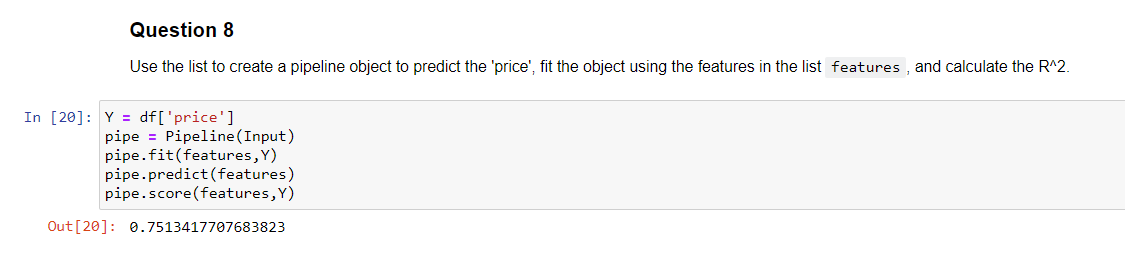 Question 8
Use the list to create a pipeline object to predict the 'price', fit the object using the features in the list features , and calculate the R^2.
In [20]: Y = df['price']
pipe = Pipeline(Input)
pipe.fit(features,Y)
pipe.predict(features)
pipe.score(features,Y)
Out[20]: 0.7513417707683823